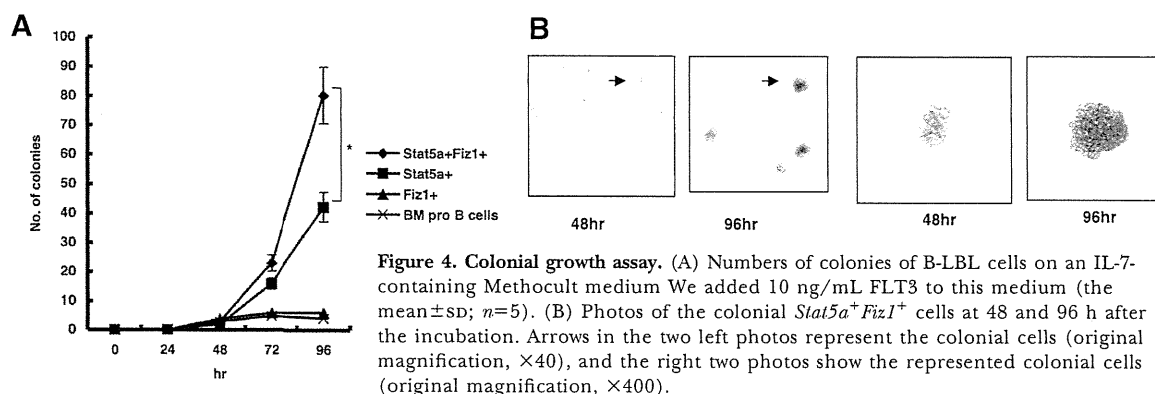 A
B
No. of colonies
90
80
70
60
50
40
30
20
10
0
0 24 48 72 96
hr
*
Stat5a+Fiz1+
Stat5a+
Fiz1+
BM pro B cells
48hr 96hr 48hr 96hr
Figure 4. Colonial growth assay. (A) Numbers of colonies of B-LBL cells on an IL-7-
containing Methocult medium We added 10 ng/mL FLT3 to this medium (the
mean±SD; n=5). (B) Photos of the colonial Stat5a⁺Fiz1⁺ cells at 48 and 96 h after
the incubation. Arrows in the two left photos represent the colonial cells (original
magnification, ×40), and the right two photos show the represented colonial cells
(original magnification, ×400).